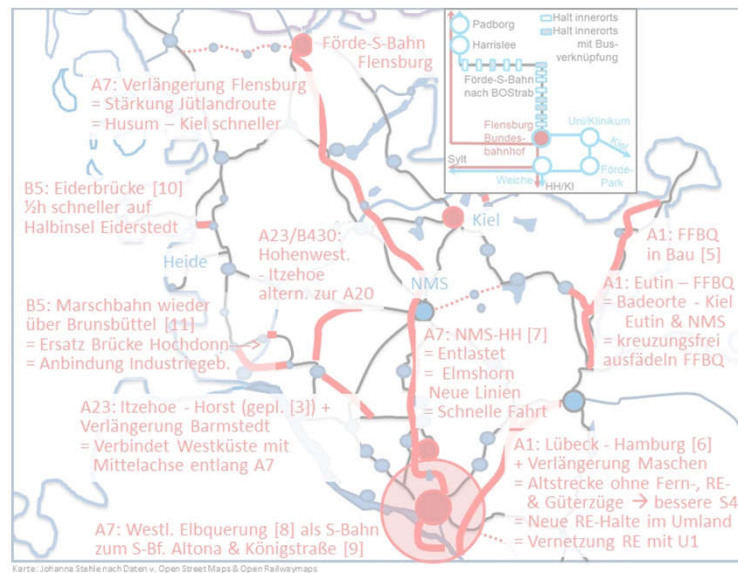 Förde-S-Bahn
Flensburg
A7: Verlängerung Flensburg
= Stärkung Jütlandroute
= Husum – Kiel schneller
Padborg
Harrislee
Halt innerorts
Halt innerorts
mit Bus-
verknüpfung
Förde-S-Bahn
nach BOStrab
Uni/Klinikum
Flensburg
Bundes-
bahnhof
Kiel
Sylt
Weiche
HH/KI
Förde-
Park
B5: Eiderbrücke [10]
½h schneller auf
Halbinsel Eiderstedt
A23/B430:
Hohenwest.
- Itzehoe
altern. zur A20
Kiel
Heide
NMS
A1: FFBQ
in Bau [5]
A1: Eutin – FFBQ
= Badeorte - Kiel
Eutin & NMS
= kreuzungsfrei
ausfädeln FFBQ
B5: Marschbahn wieder
über Brunsbüttel [11]
= Ersatz Brücke Hochdonn-->
= Anbindung Industriegeb.
A7: NMS-HH [7]
= Entlastet
= Elmshorn
Neue Linien
= Schnelle Fahrt
A23: Itzehoe - Horst (gepl. [3]) +
Verlängerung Barmstedt
= Verbindet Westküste mit
Mittelachse entlang A7
A1: Lübeck - Hamburg [6]
+ Verlängerung Maschen
= Altstrecke ohne Fern-, RE-
& Güterzüge → bessere S4
= Neue RE-Halte im Umland
= Vernetzung RE mit U1
A7: Westl. Elbquerung [8] als S-Bahn
zum S-Bf. Altona & Königstraße [9]
Karte: Johanna Stehle nach Daten v. Open Street Maps & Open Railwaymaps